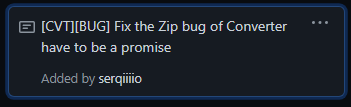 [CVT][BUG] Fix the Zip bug of Converter
have to be a promise
Added by serqiiiio